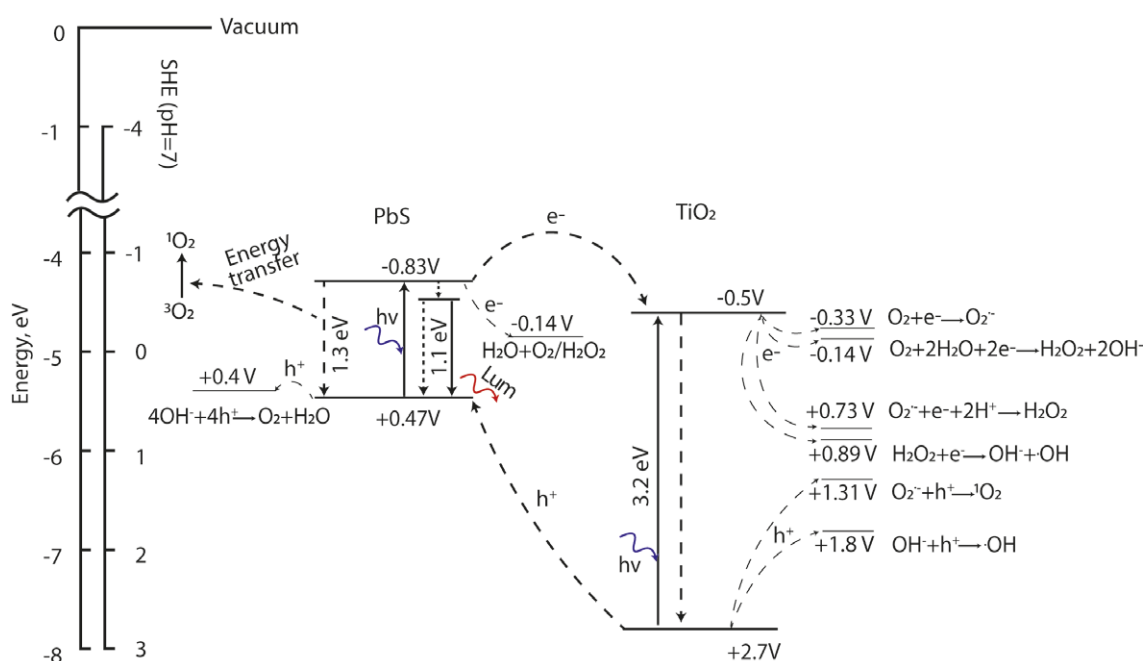 0
Vacuum
SHE (pH=7)
-1
-4
PbS
e-
TiO₂
¹O₂
Energy
transfer
-4
-1
-0.83V
³O₂
-0.5V
hν
e-
-0.33 V O₂+e-→O₂·-
-0.14 V
1.3 eV
1.1 eV
e-
-0.14 V O₂+2H₂O+2e-→H₂O₂+2OH-
Energy, eV
-5
0
H₂O+O₂/H₂O₂
+0.4 V
h⁺
Lum
4OH-+4h⁺→O₂+H₂O
+0.47V
+0.73 V O₂·-+e-+2H⁺→H₂O₂
-6
1
3.2 eV
+0.89 V H₂O₂+e-→OH-+·OH
h⁺
+1.31 V O₂·-+h⁺→¹O₂
h⁺
-7
2
hν
+1.8 V OH-+h⁺→·OH
-8
3
+2.7V